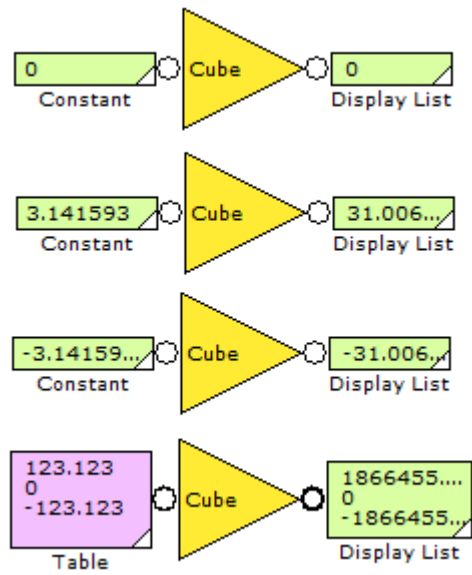 0 Cube 0
Constant Display List
3.141593 Cube 31.006...
Constant Display List
-3.14159... Cube -31.006...
Constant Display List
123.123
0
-123.123
Cube
1866455....
0
-1866455...
Table Display List